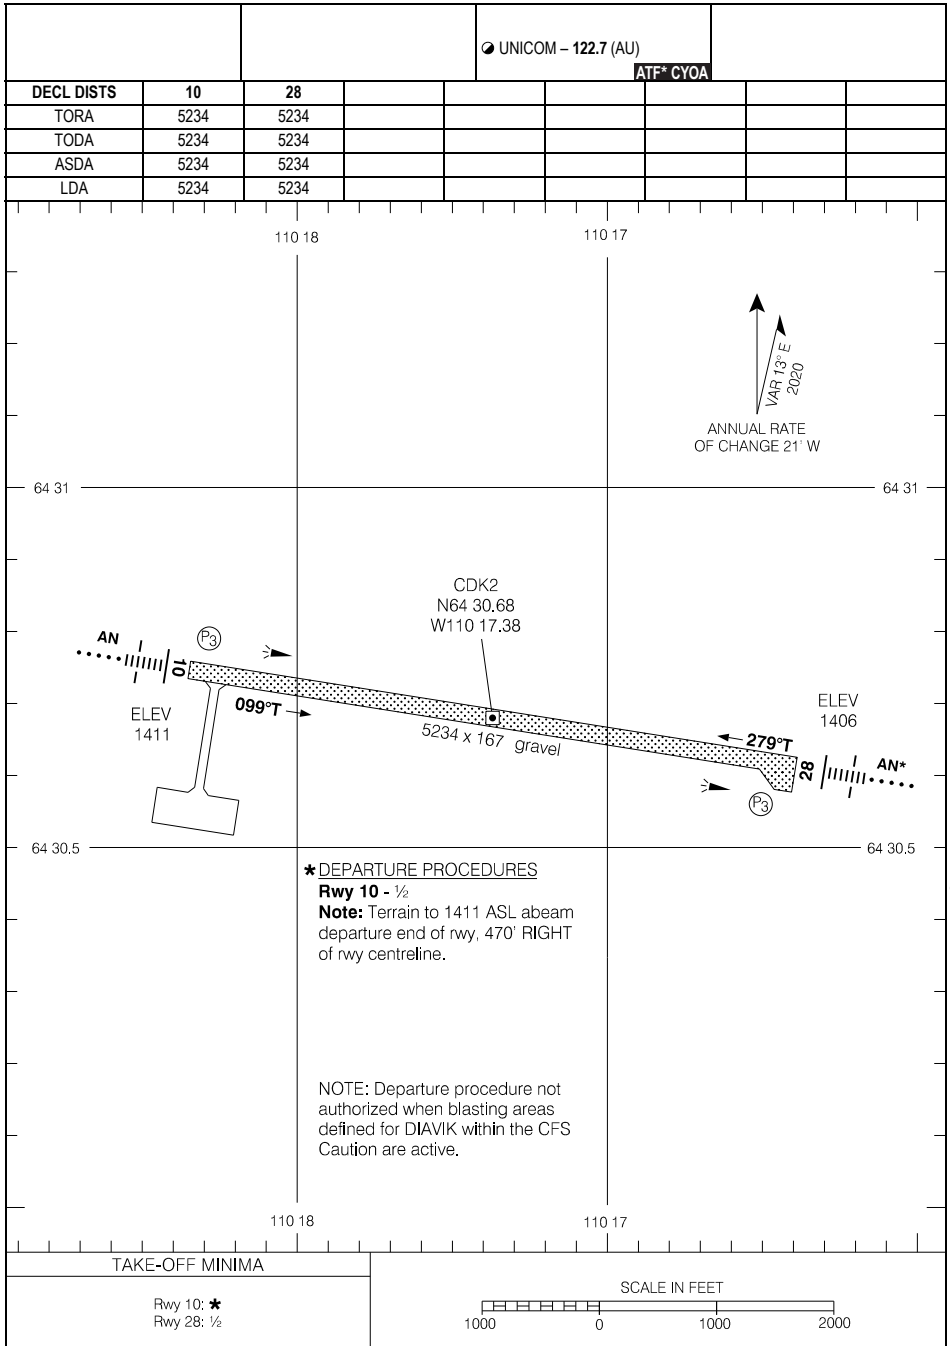 UNICOM – 122.7 (AU)
ATF* CYOA
DECL DISTS 10 28
TORA 5234 5234
TODA 5234 5234
ASDA 5234 5234
LDA 5234 5234
110 18 110 17
VAR 13° E
2020
ANNUAL RATE
OF CHANGE 21' W
64 31 64 31
CDK2
N64 30.68
W110 17.38
AN
P3
10
099°T
ELEV
1411
5234 x 167 gravel
ELEV
1406
279°T
28
AN*
P3
64 30.5 64 30.5
* DEPARTURE PROCEDURES
Rwy 10 - ½
Note: Terrain to 1411 ASL abeam
departure end of rwy, 470' RIGHT
of rwy centreline.
NOTE: Departure procedure not
authorized when blasting areas
defined for DIAVIK within the CFS
Caution are active.
110 18 110 17
TAKE-OFF MINIMA
Rwy 10: *
Rwy 28: ½
SCALE IN FEET
1000 0 1000 2000